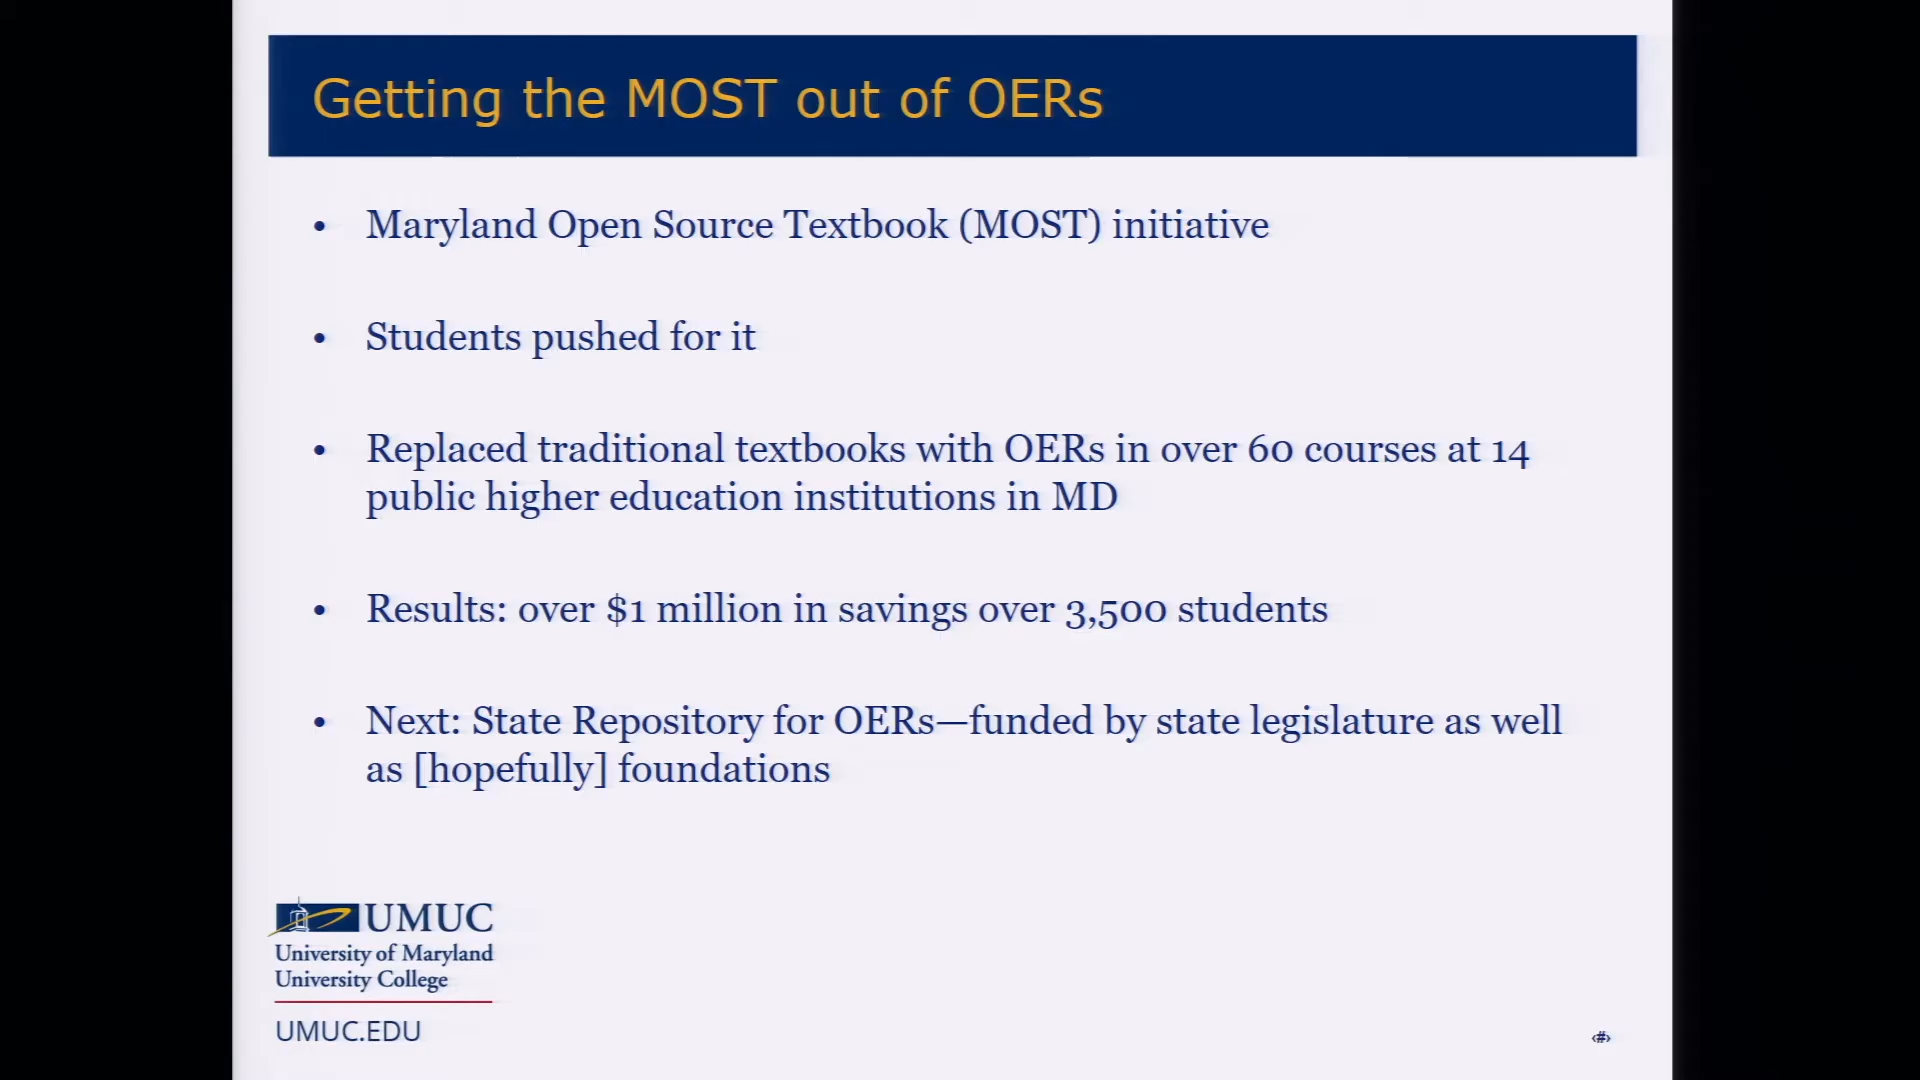 Getting the MOST out of OERs
• Maryland Open Source Textbook (MOST) initiative
• Students pushed for it
• Replaced traditional textbooks with OERs in over 60 courses at 14
public higher education institutions in MD
• Results: over $1 million in savings over 3,500 students
• Next: State Repository for OERs—funded by state legislature as well
as [hopefully] foundations
UMUC
University of Maryland
University College
UMUC.EDU
‹#›